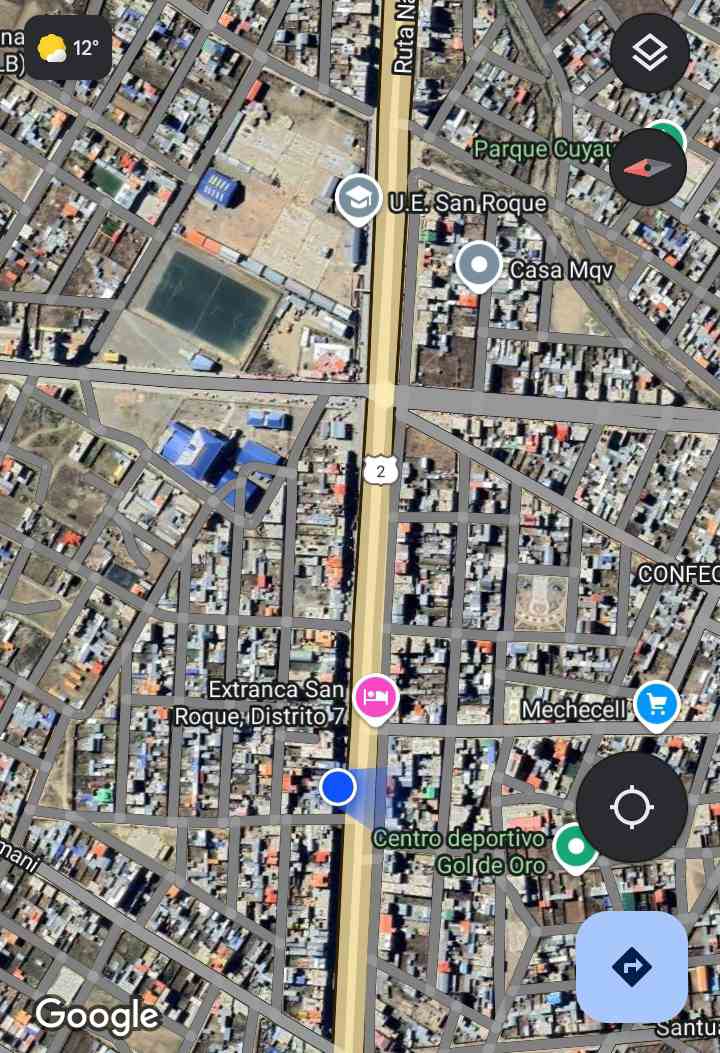 na
LB)
12°
Ruta Na
Parque Cuyau
U.E. San Roque
Casa Mqv
2
CONFEC
Extranca San
Roque, Distrito 7
Mechecell
Centro deportivo
Gol de Oro
mani
Google
Santua